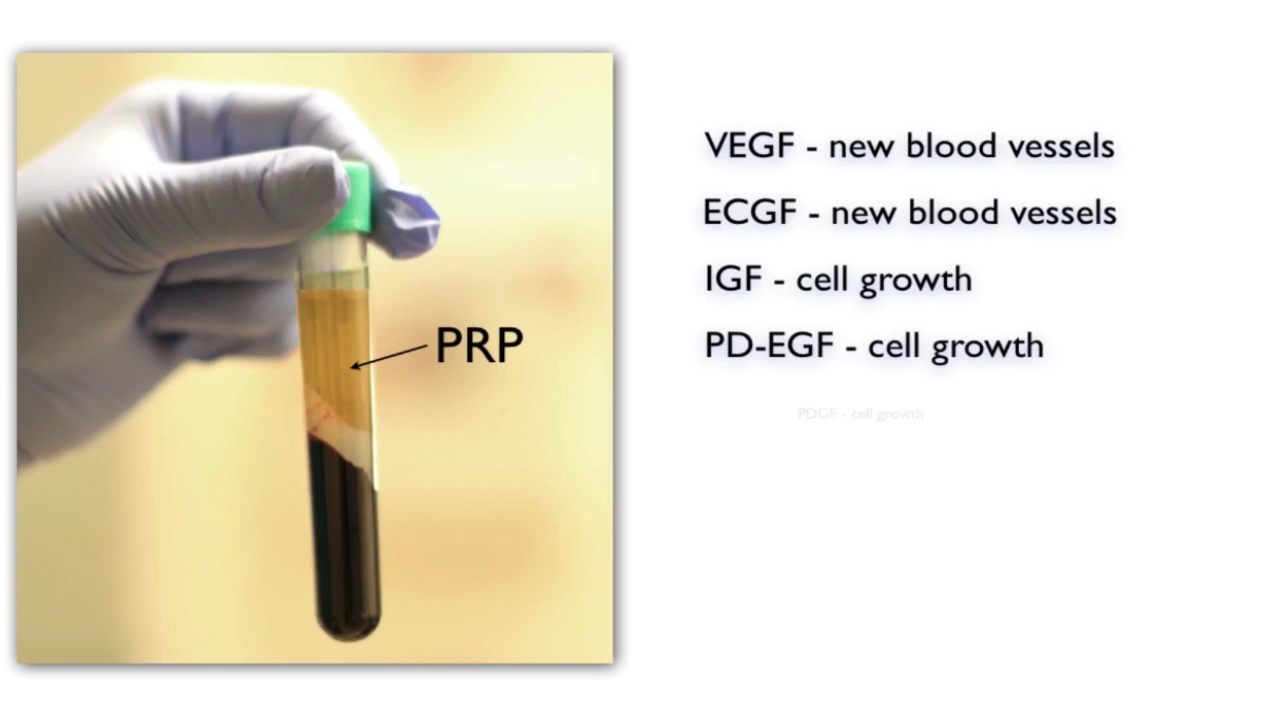 VEGF - new blood vessels
ECGF - new blood vessels
IGF - cell growth
PRP
PD-EGF - cell growth
PDGF - cell growth